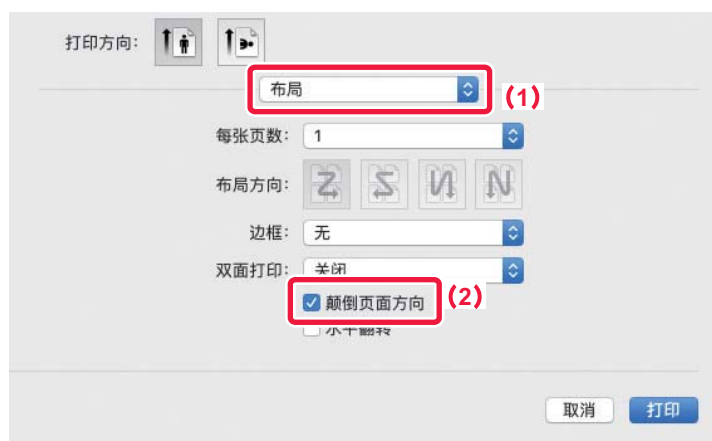 打印方向：
布局
(1)
每张页数： 1
布局方向：
边框： 无
双面打印： 关闭
颠倒页面方向
(2)
水平翻转
取消 打印